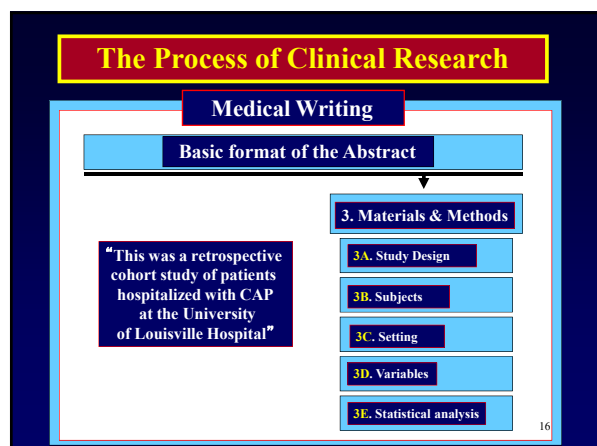 The Process of Clinical Research
Medical Writing
Basic format of the Abstract
3. Materials & Methods
“This was a retrospective
cohort study of patients
hospitalized with CAP
at the University
of Louisville Hospital”
3A. Study Design
3B. Subjects
3C. Setting
3D. Variables
3E. Statistical analysis
16